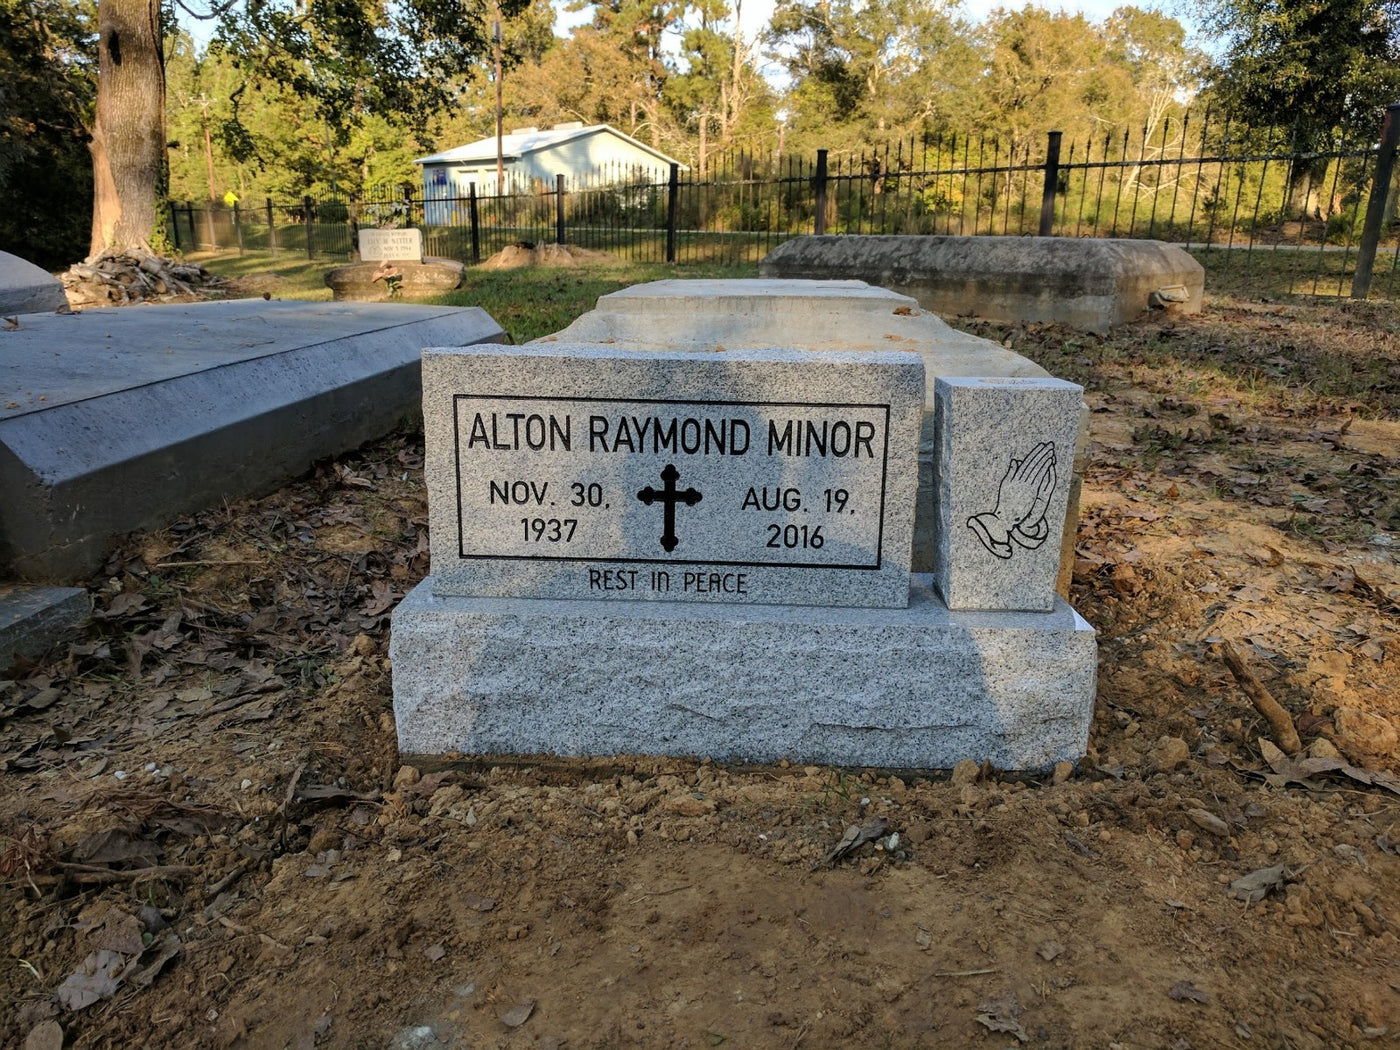 ALTON RAYMOND MINOR
NOV. 30,
1937
AUG. 19,
2016
REST IN PEACE